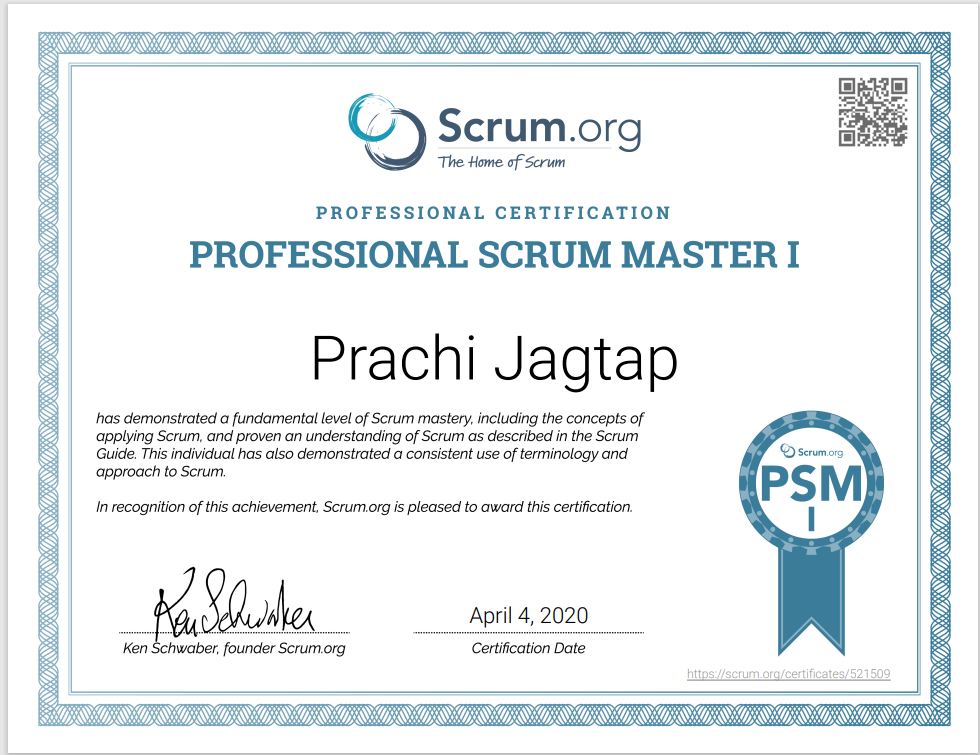 Scrum.org
The Home of Scrum
PROFESSIONAL CERTIFICATION
PROFESSIONAL SCRUM MASTER I
Prachi Jagtap
has demonstrated a fundamental level of Scrum mastery, including the concepts of
applying Scrum, and proven an understanding of Scrum as described in the Scrum
Guide. This individual has also demonstrated a consistent use of terminology and
approach to Scrum.
In recognition of this achievement, Scrum.org is pleased to award this certification.
Scrum.org
PSM
I
Ken Schwaber
April 4, 2020
Ken Schwaber, founder Scrum.org
Certification Date
https://scrum.org/certificates/521509